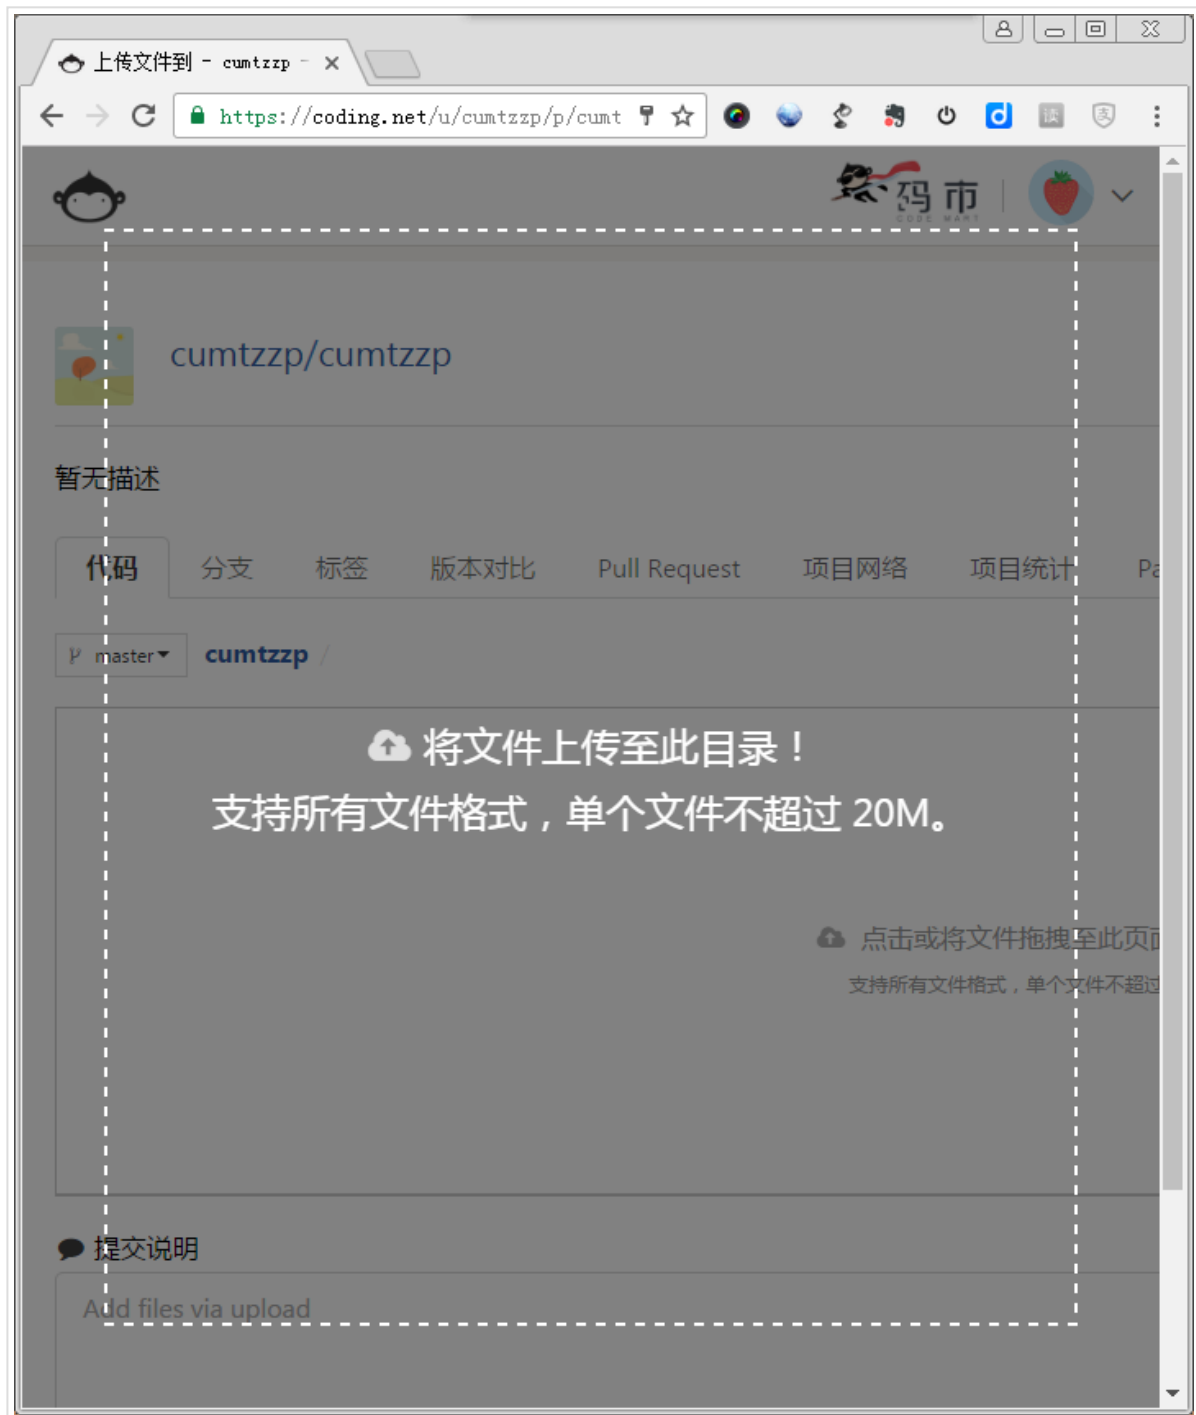 上传文件到 - cumtzzp -
https://coding.net/u/cumtzzp/p/cumt
码市
CODE MART
cumtzzp/cumtzzp
暂无描述
代码 分支 标签 版本对比 Pull Request 项目网络 项目统计 Pa
master cumtzzp /
将文件上传至此目录！
支持所有文件格式，单个文件不超过 20M。
点击或将文件拖拽至此页面
支持所有文件格式，单个文件不超过
提交说明
Add files via upload